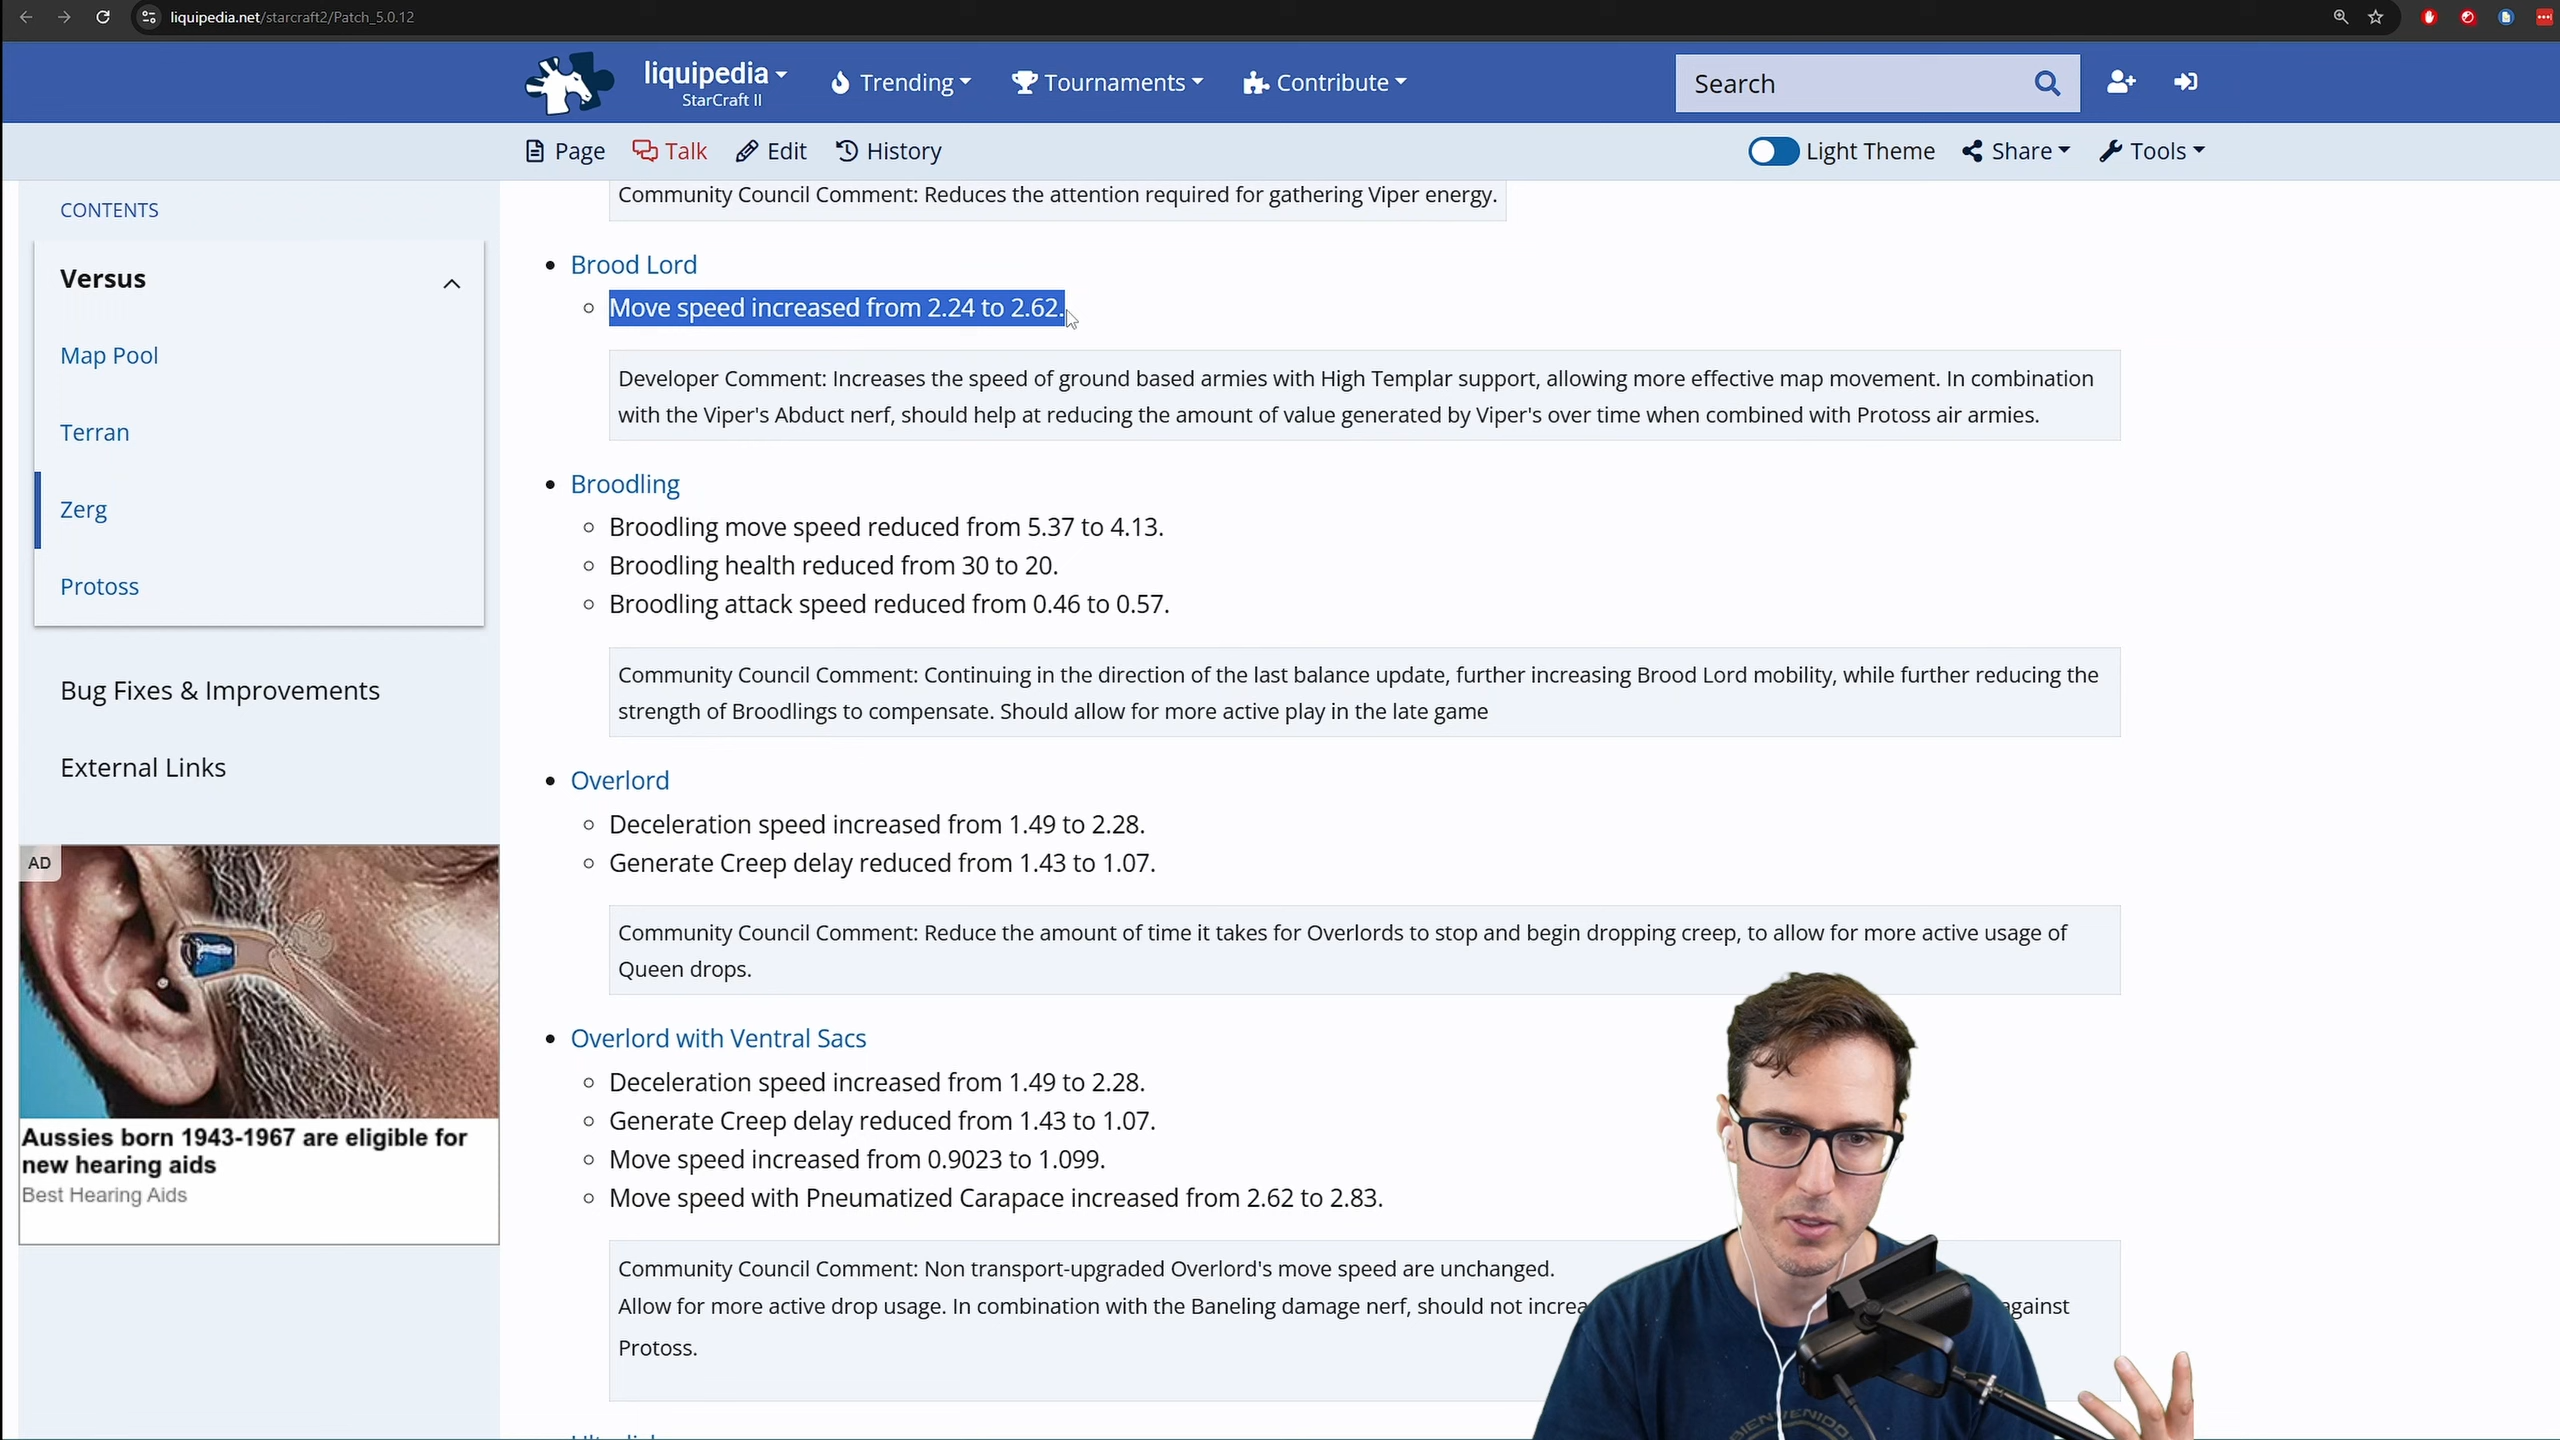 liquipedia.net/starcraft2/Patch_5.0.12
liquipedia
StarCraft II
Trending
Tournaments
Contribute
Search
Page
Talk
Edit
History
Light Theme
Share
Tools
CONTENTS
Versus
Map Pool
Terran
Zerg
Protoss
Bug Fixes & Improvements
External Links
AD
Aussies born 1943-1967 are eligible for
new hearing aids
Best Hearing Aids
Community Council Comment: Reduces the attention required for gathering Viper energy.
Brood Lord
Move speed increased from 2.24 to 2.62.
Developer Comment: Increases the speed of ground based armies with High Templar support, allowing more effective map movement. In combination
with the Viper's Abduct nerf, should help at reducing the amount of value generated by Viper's over time when combined with Protoss air armies.
Broodling
Broodling move speed reduced from 5.37 to 4.13.
Broodling health reduced from 30 to 20.
Broodling attack speed reduced from 0.46 to 0.57.
Community Council Comment: Continuing in the direction of the last balance update, further increasing Brood Lord mobility, while further reducing the
strength of Broodlings to compensate. Should allow for more active play in the late game
Overlord
Deceleration speed increased from 1.49 to 2.28.
Generate Creep delay reduced from 1.43 to 1.07.
Community Council Comment: Reduce the amount of time it takes for Overlords to stop and begin dropping creep, to allow for more active usage of
Queen drops.
Overlord with Ventral Sacs
Deceleration speed increased from 1.49 to 2.28.
Generate Creep delay reduced from 1.43 to 1.07.
Move speed increased from 0.9023 to 1.099.
Move speed with Pneumatized Carapace increased from 2.62 to 2.83.
Community Council Comment: Non transport-upgraded Overlord's move speed are unchanged.
Allow for more active drop usage. In combination with the Baneling damage nerf, should not increa against
Protoss.
BIENVENIDO